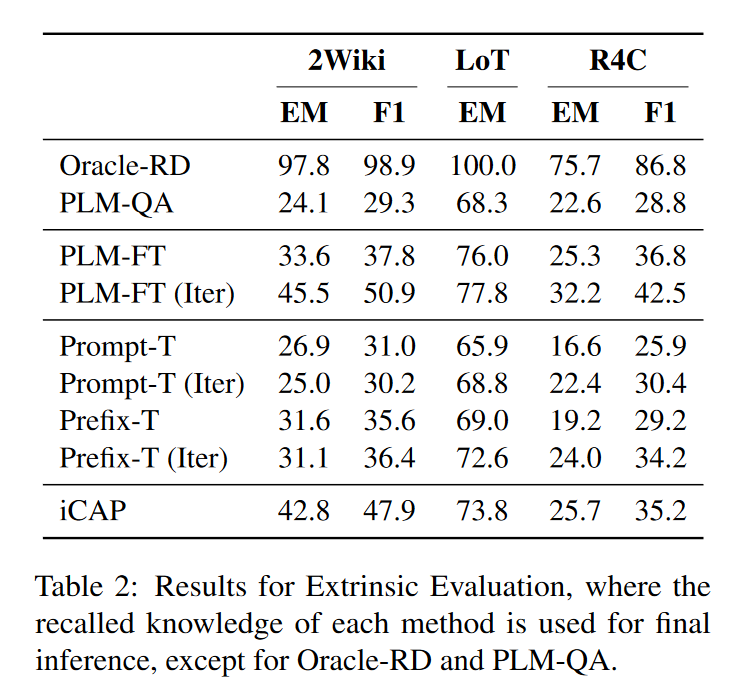 2Wiki LoT R4C
EM F1 EM EM F1
Oracle-RD 97.8 98.9 100.0 75.7 86.8
PLM-QA 24.1 29.3 68.3 22.6 28.8
PLM-FT 33.6 37.8 76.0 25.3 36.8
PLM-FT (Iter) 45.5 50.9 77.8 32.2 42.5
Prompt-T 26.9 31.0 65.9 16.6 25.9
Prompt-T (Iter) 25.0 30.2 68.8 22.4 30.4
Prefix-T 31.6 35.6 69.0 19.2 29.2
Prefix-T (Iter) 31.1 36.4 72.6 24.0 34.2
iCAP 42.8 47.9 73.8 25.7 35.2
Table 2: Results for Extrinsic Evaluation, where the
recalled knowledge of each method is used for final
inference, except for Oracle-RD and PLM-QA.